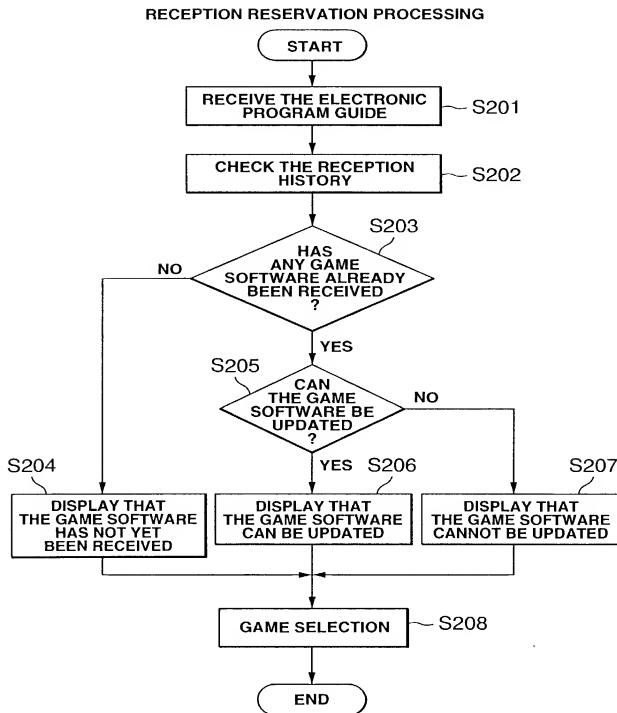 RECEPTION RESERVATION PROCESSING
START
RECEIVE THE ELECTRONIC
PROGRAM GUIDE
S201
CHECK THE RECEPTION
HISTORY
S202
S203
HAS
ANY GAME
SOFTWARE ALREADY
BEEN RECEIVED
?
NO
YES
S205
CAN
THE GAME
SOFTWARE BE
UPDATED
?
NO
YES
S204
DISPLAY THAT
THE GAME SOFTWARE
HAS NOT YET
BEEN RECEIVED
S206
DISPLAY THAT
THE GAME SOFTWARE
CAN BE UPDATED
S207
DISPLAY THAT
THE GAME SOFTWARE
CANNOT BE UPDATED
GAME SELECTION
S208
END